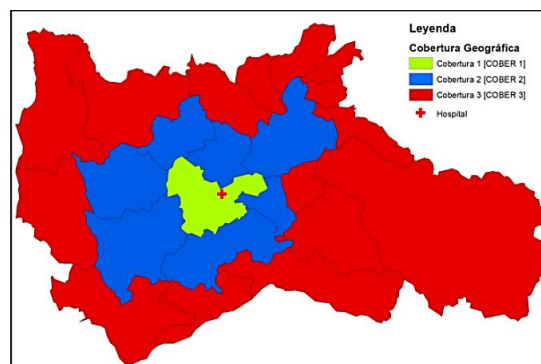 Leyenda
Cobertura Geográfica
Cobertura 1 [COBER 1]
Cobertura 2 [COBER 2]
Cobertura 3 [COBER 3]
Hospital